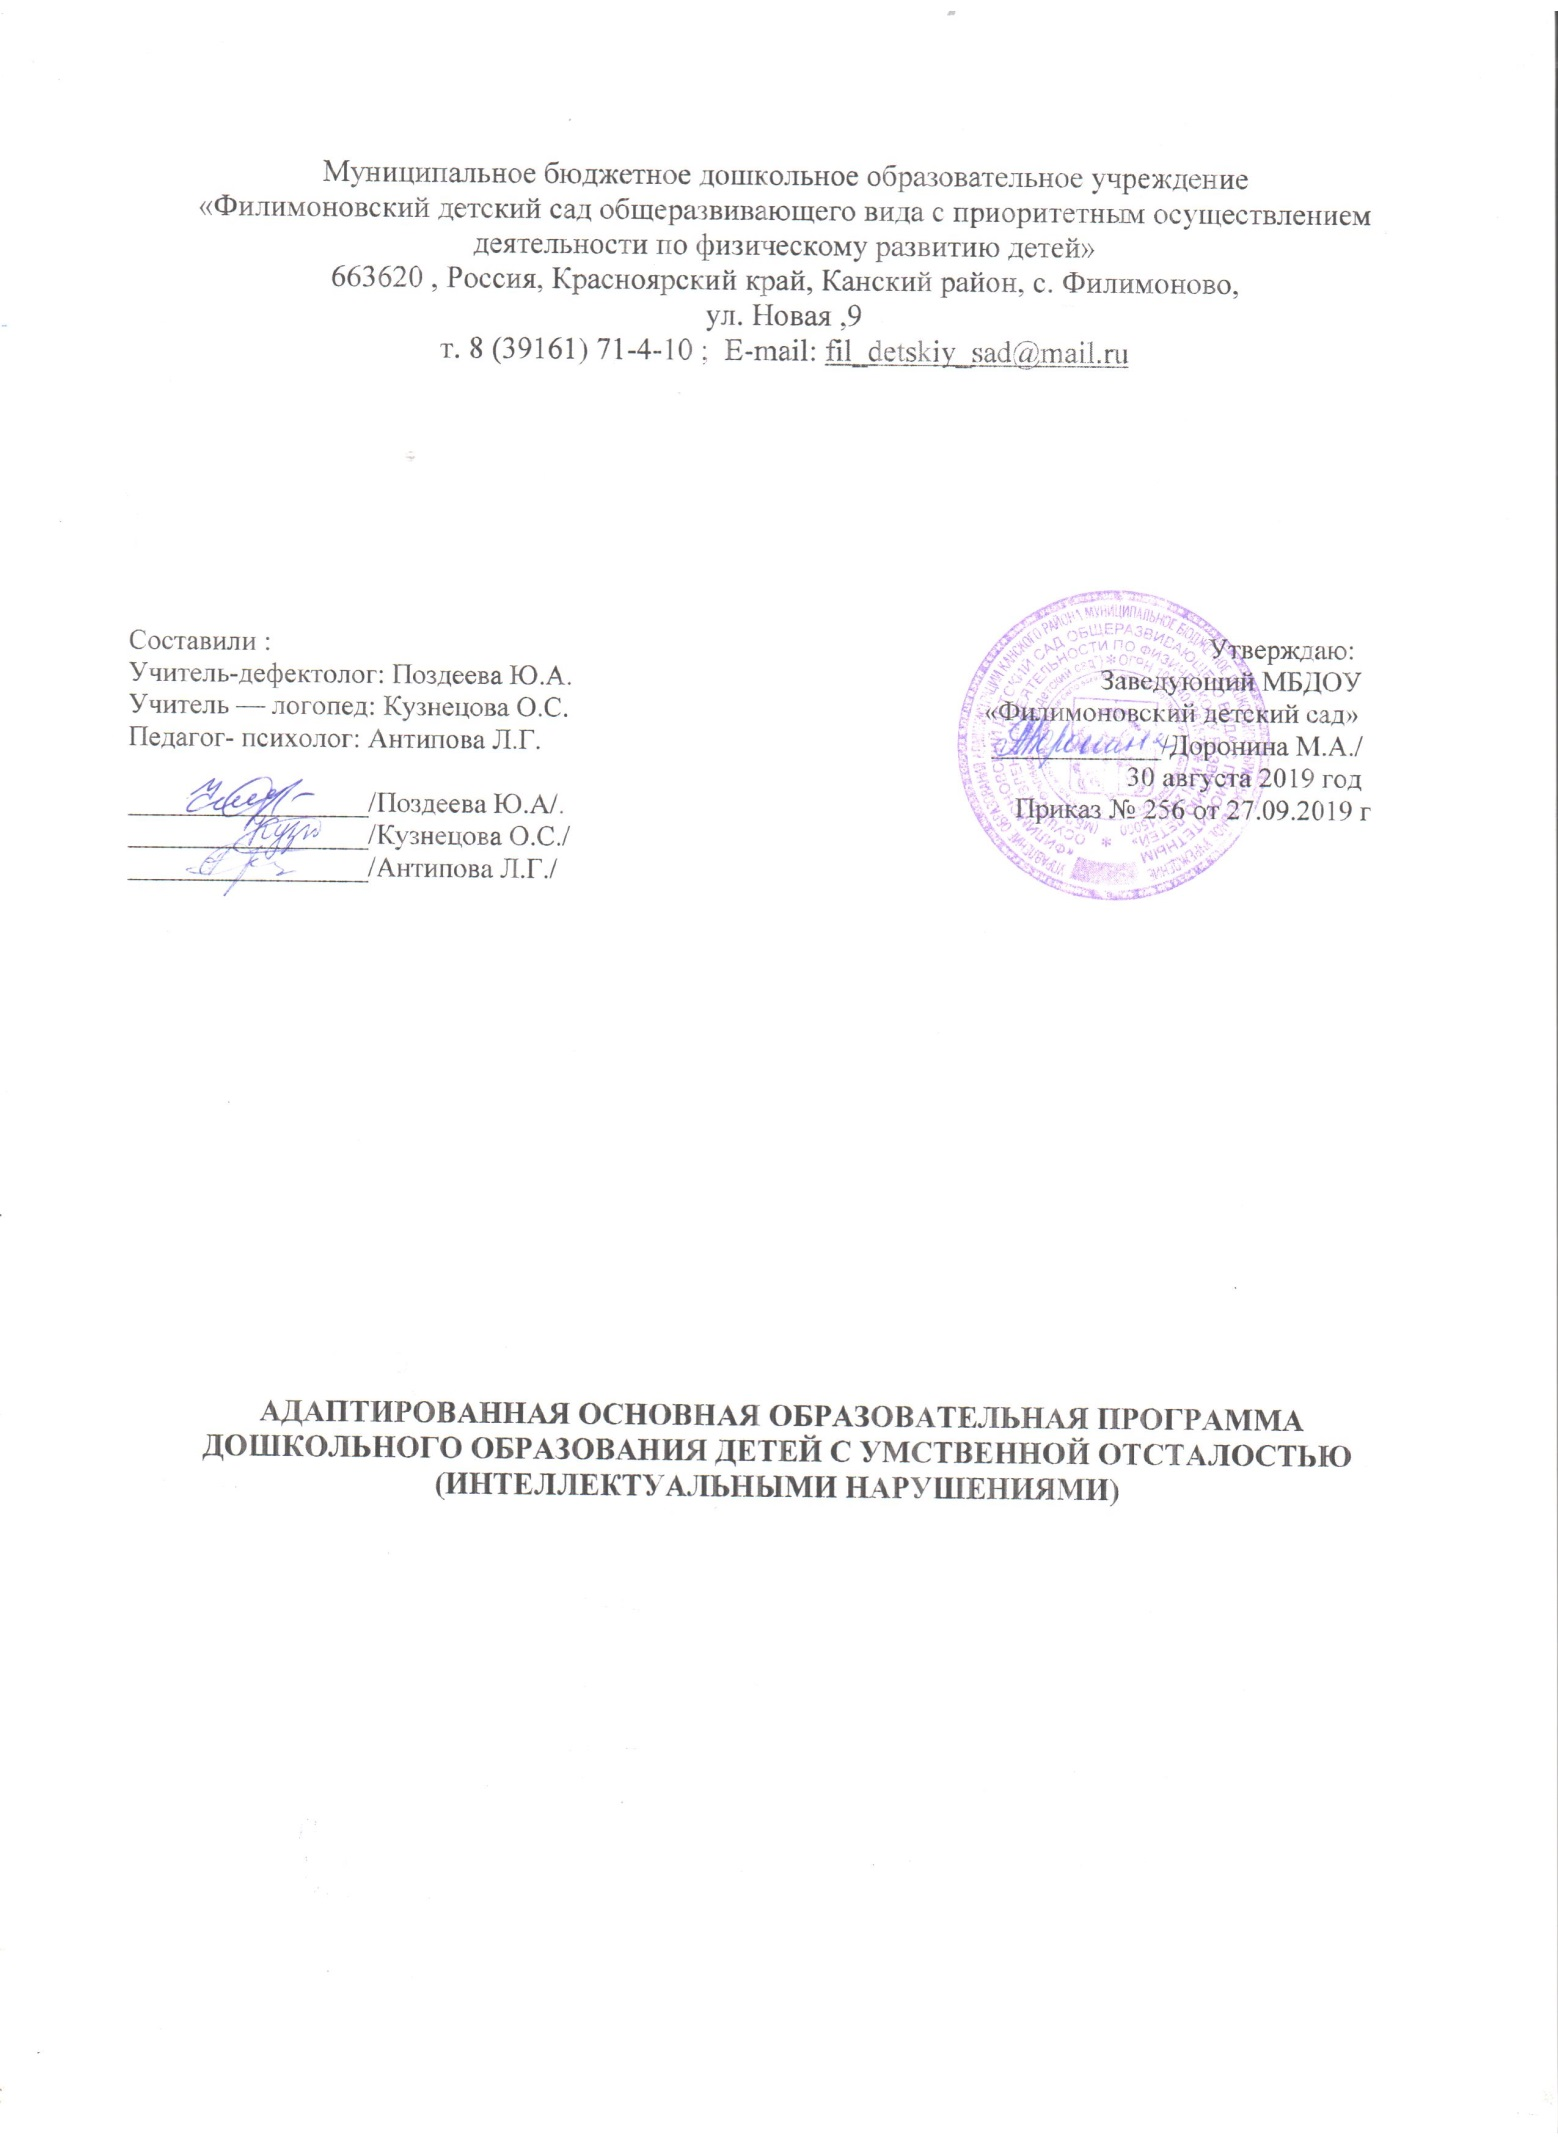 Муниципальное бюджетное дошкольное образовательное учреждение
«Филимоновский детский сад общеразвивающего вида с приоритетным осуществлением
деятельности по физическому развитию детей»
663620 , Россия, Красноярский край, Канский район, с. Филимоново,
ул. Новая ,9
т. 8 (39161) 71-4-10 ; E-mail: fil_detskiy_sad@mail.ru
Составили :
Учитель-дефектолог: Поздеева Ю.А.
Учитель — логопед: Кузнецова О.С.
Педагог- психолог: Антипова Л.Г.
/Поздеева Ю.А/.
/Кузнецова О.С./
/Антипова Л.Г./
Утверждаю:
Заведующий МБДОУ
«Филимоновский детский сад»
/Доронина М.А./
30 августа 2019 год
Приказ № 256 от 27.09.2019 г
АДАПТИРОВАННАЯ ОСНОВНАЯ ОБРАЗОВАТЕЛЬНАЯ ПРОГРАММА
ДОШКОЛЬНОГО ОБРАЗОВАНИЯ ДЕТЕЙ С УМСТВЕННОЙ ОТСТАЛОСТЬЮ
(ИНТЕЛЛЕКТУАЛЬНЫМИ НАРУШЕНИЯМИ)